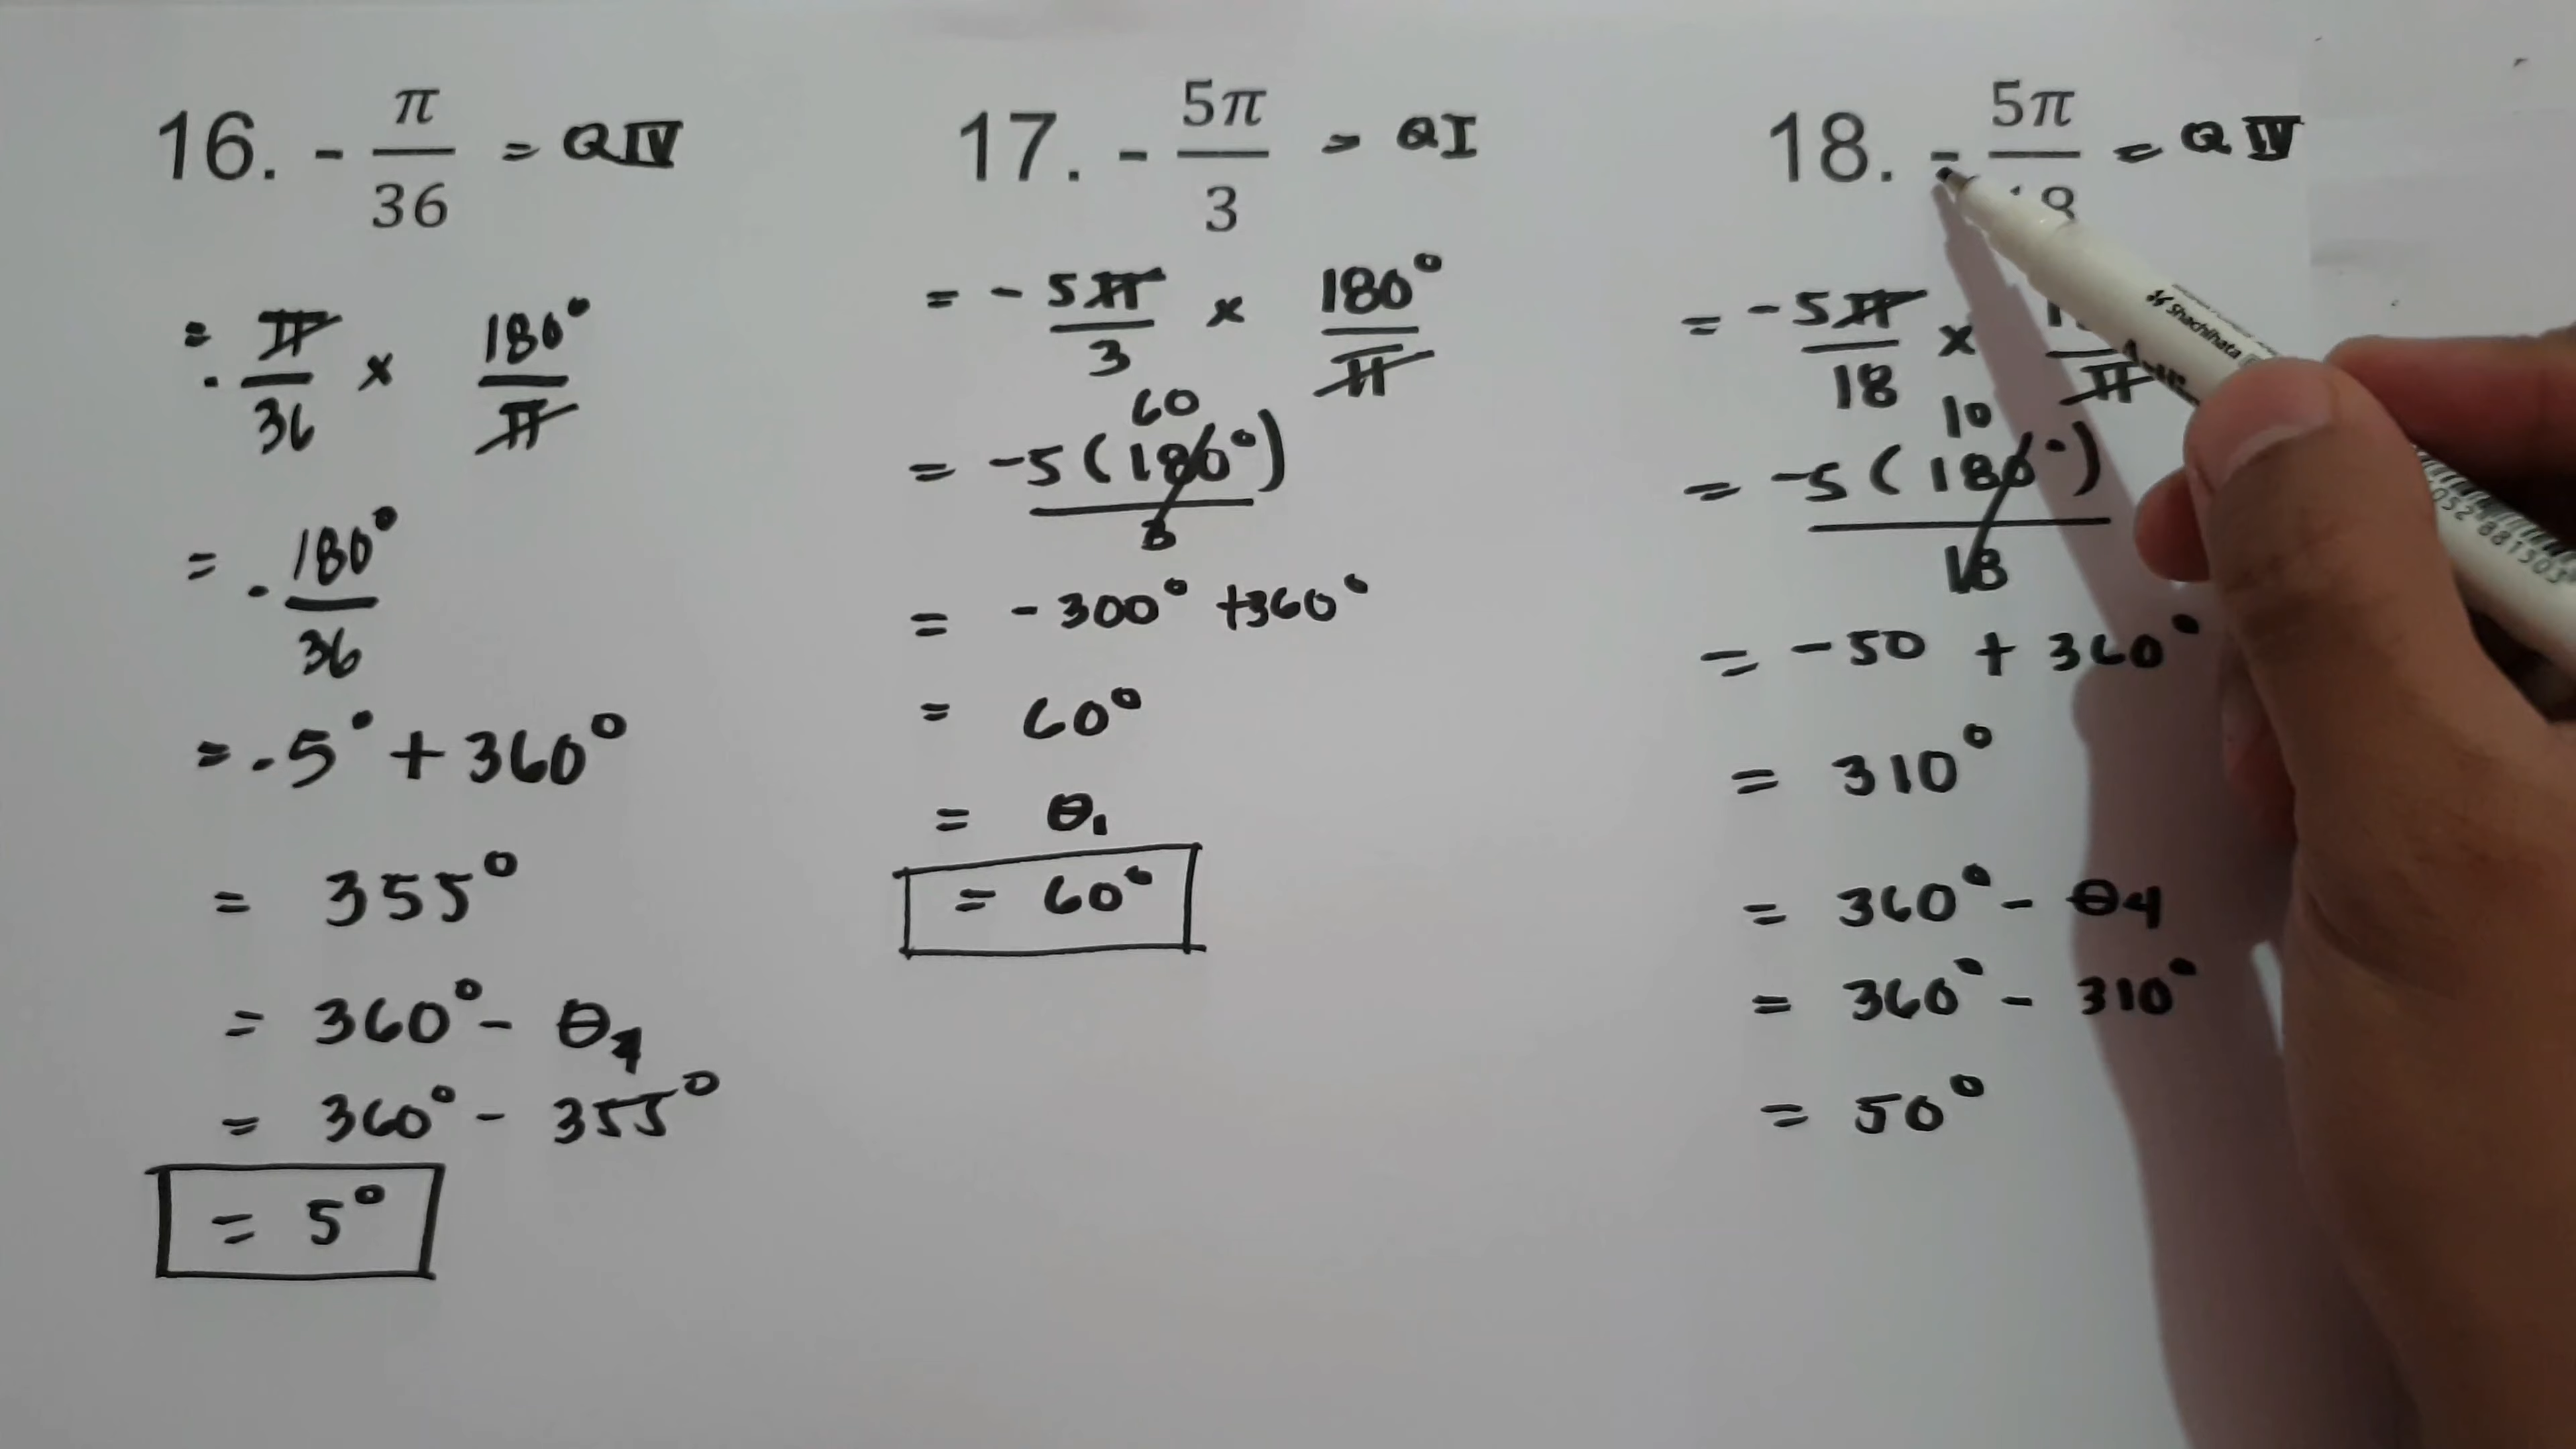 16. - π/36 = QIV
= - π/36 × 180°/π
= - 180°/36
= -5° + 360°
= 355°
= 360° - θ4
= 360° - 355°
= 5°
17. - 5π/3 = QI
= - 5π/3 × 180°/π
60
= -5(180°)/3
= -300° +360°
= 60°
= θ1
= 60°
18. - 5π/18 = QIV
= -5π/18 × /π
10
= -5(180°)/18
= -50 + 360°
= 310°
= 360° - θ4
= 360° - 310°
= 50°
Shachihata